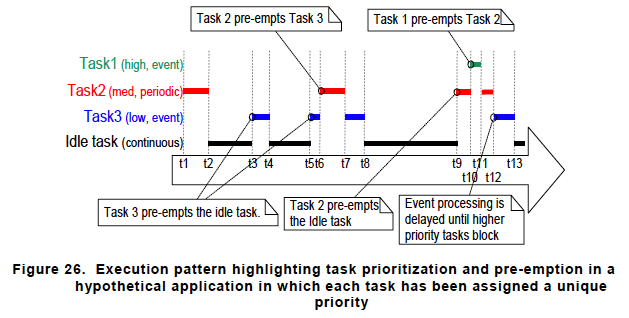 Task 2 pre-empts Task 3
Task 1 pre-empts Task 2
Task1 (high, event)
Task2 (med, periodic)
Task3 (low, event)
Idle task (continuous)
t1 t2 t3 t4 t5 t6 t7 t8 t9 t10 t11 t12 t13
Task 3 pre-empts the idle task.
Task 2 pre-empts
the Idle task
Event processing is
delayed until higher
priority tasks block
Figure 26. Execution pattern highlighting task prioritization and pre-emption in a
hypothetical application in which each task has been assigned a unique
priority